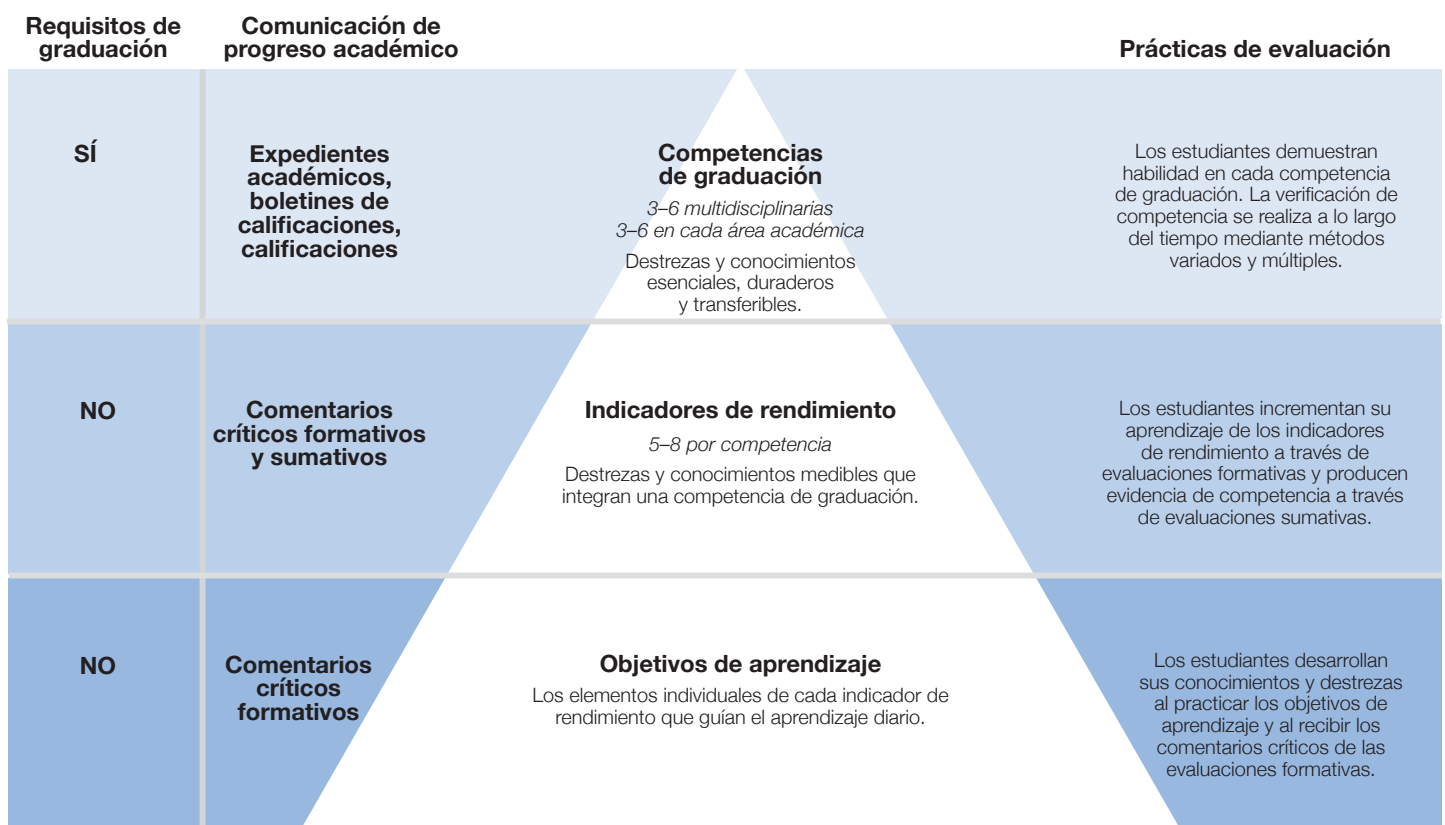 Requisitos de
graduación
Comunicación de
progreso académico
Prácticas de evaluación
SÍ
Expedientes
académicos,
boletines de
calificaciones,
calificaciones
Competencias
de graduación
3–6 multidisciplinarias
3–6 en cada área académica
Destrezas y conocimientos
esenciales, duraderos
y transferibles.
Los estudiantes demuestran
habilidad en cada competencia
de graduación. La verificación de
competencia se realiza a lo largo
del tiempo mediante métodos
variados y múltiples.
NO
Comentarios
críticos formativos
y sumativos
Indicadores de rendimiento
5–8 por competencia
Destrezas y conocimientos medibles que
integran una competencia de graduación.
Los estudiantes incrementan su
aprendizaje de los indicadores
de rendimiento a través de
evaluaciones formativas y producen
evidencia de competencia a través
de evaluaciones sumativas.
NO
Comentarios
críticos
formativos
Objetivos de aprendizaje
Los elementos individuales de cada indicador de
rendimiento que guían el aprendizaje diario.
Los estudiantes desarrollan
sus conocimientos y destrezas
al practicar los objetivos de
aprendizaje y al recibir los
comentarios críticos de las
evaluaciones formativas.